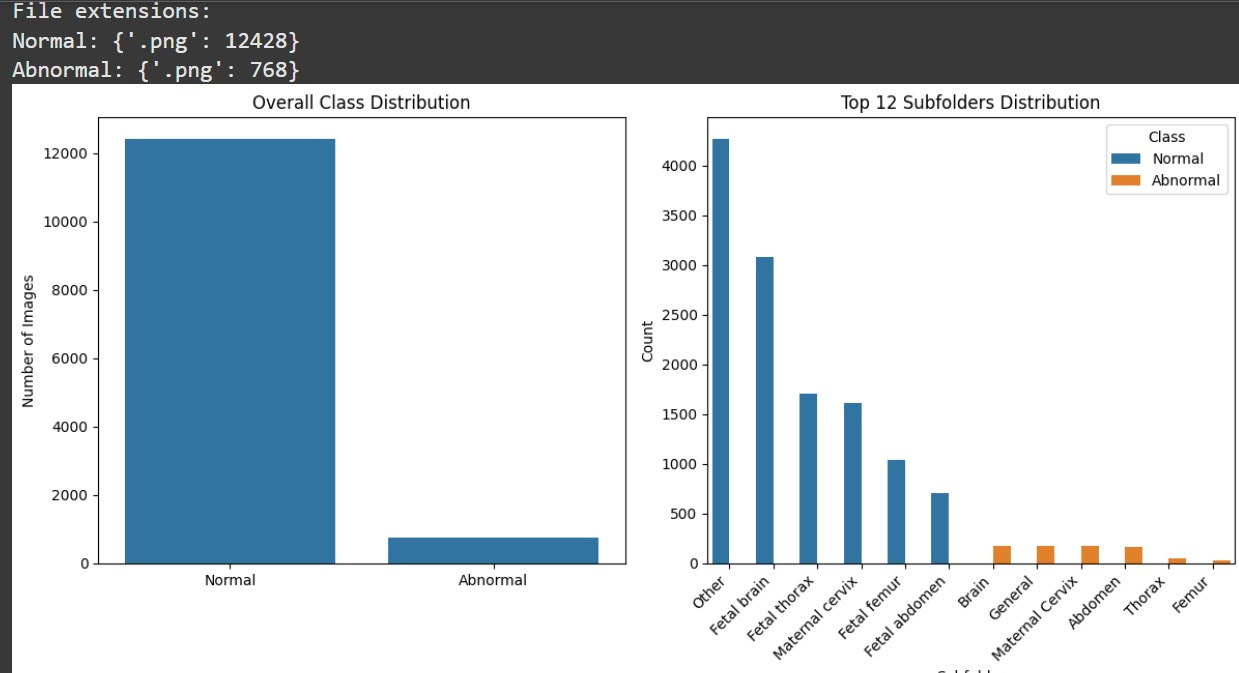 File extensions:
Normal: {'.png': 12428}
Abnormal: {'.png': 768}
Overall Class Distribution
Number of Images
12000
10000
8000
6000
4000
2000
0
Normal
Abnormal
Top 12 Subfolders Distribution
Class
Normal
Abnormal
Count
4000
3500
3000
2500
2000
1500
1000
500
0
Other
Fetal brain
Fetal thorax
Maternal cervix
Fetal femur
Fetal abdomen
Brain
General
Maternal Cervix
Abdomen
Thorax
Femur